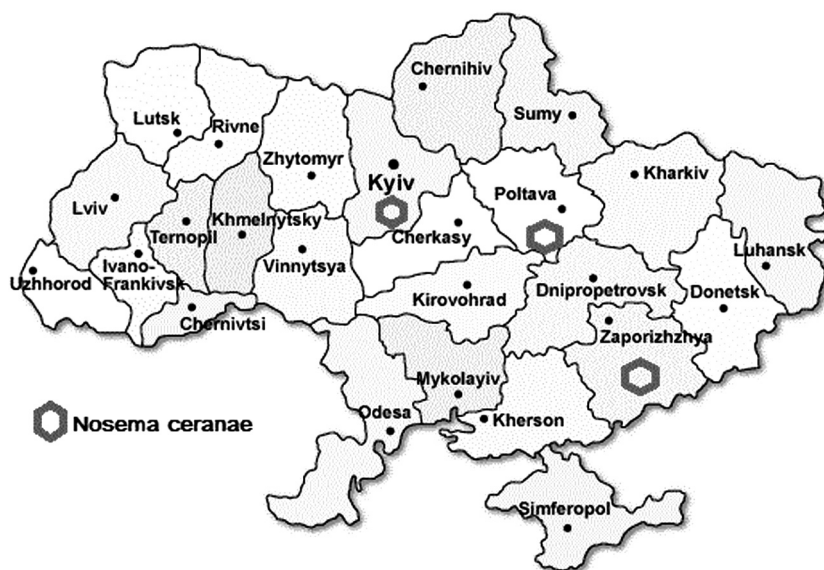 Chernihiv
Sumy
Lutsk
Rivne
Zhytomyr
Kyiv
Poltava
Kharkiv
Lviv
Ternopil
Khmelnytsky
Cherkasy
Vinnytsya
Luhansk
Uzhhorod
Ivano-
Frankivsk
Chernivtsi
Kirovohrad
Dnipropetrovsk
Donetsk
Zaporizhzhya
Mykolayiv
Odesa
Kherson
Nosema ceranae
Simferopol